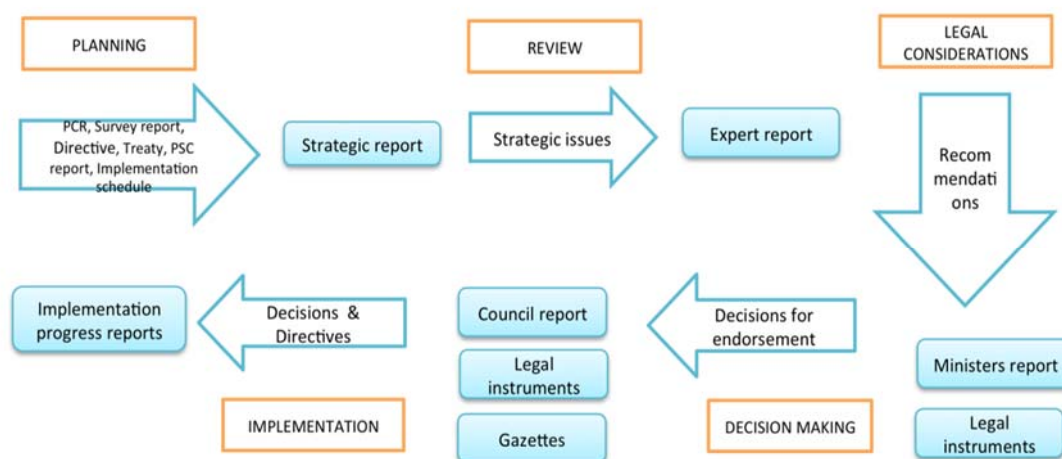 PLANNING
REVIEW
LEGAL
CONSIDERATIONS
PCR, Survey report,
Directive, Treaty, PSC
report, Implementation
schedule
Strategic report
Strategic issues
Expert report
Recom
mendati
ons
Implementation
progress reports
Decisions &
Directives
Council report
Legal
instruments
Gazettes
Decisions for
endorsement
Ministers report
Legal
instruments
IMPLEMENTATION
DECISION MAKING